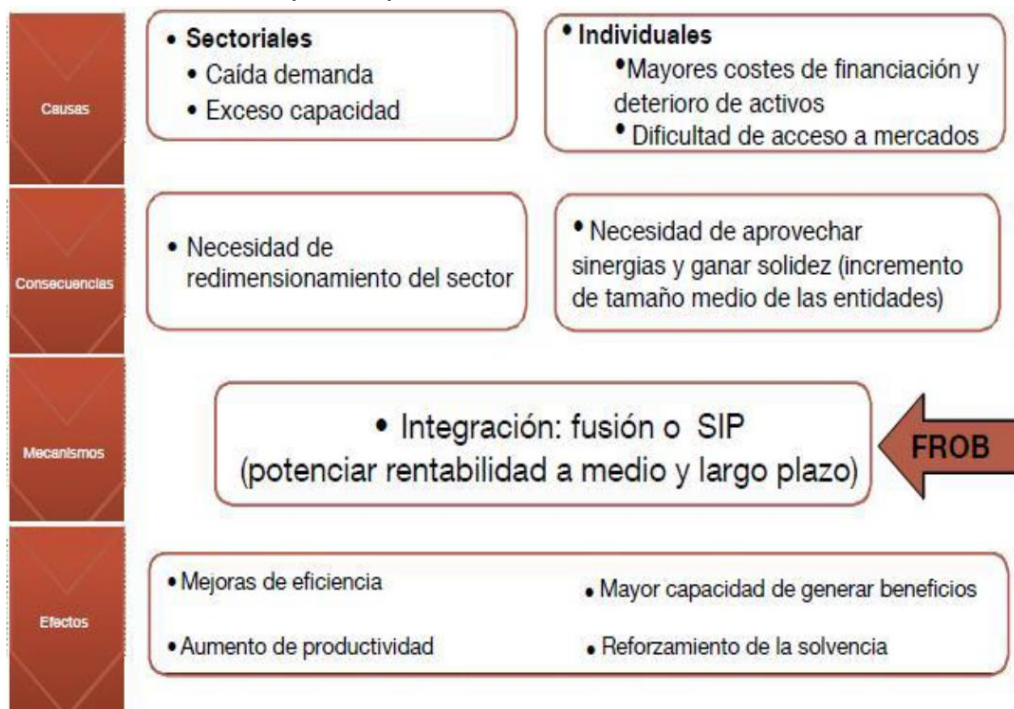 Causas
• Sectoriales
• Caída demanda
• Exceso capacidad
• Individuales
•Mayores costes de financiación y
deterioro de activos
• Dificultad de acceso a mercados
Consecuencias
• Necesidad de
redimensionamiento del sector
• Necesidad de aprovechar
sinergias y ganar solidez (incremento
de tamaño medio de las entidades)
Mecanismos
• Integración: fusión o SIP
(potenciar rentabilidad a medio y largo plazo)
FROB
Efectos
•Mejoras de eficiencia
• Mayor capacidad de generar beneficios
•Aumento de productividad
• Reforzamiento de la solvencia